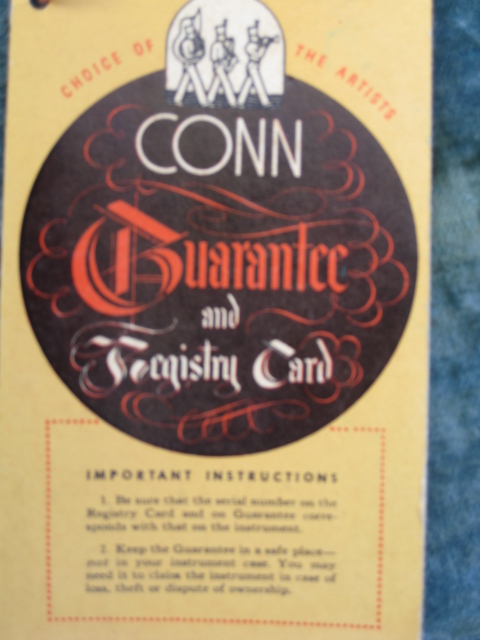 CHOICE OF THE ARTISTS
CONN
Guarantee
and
Registry Card
IMPORTANT INSTRUCTIONS
1. Be sure that the serial number on the
Registry Card and on Guarantee corre-
sponds with that on the instrument.
2. Keep the Guarantee in a safe place—
not in your instrument case. You may
need it to claim the instrument in case of
loss, theft or dispute of ownership.